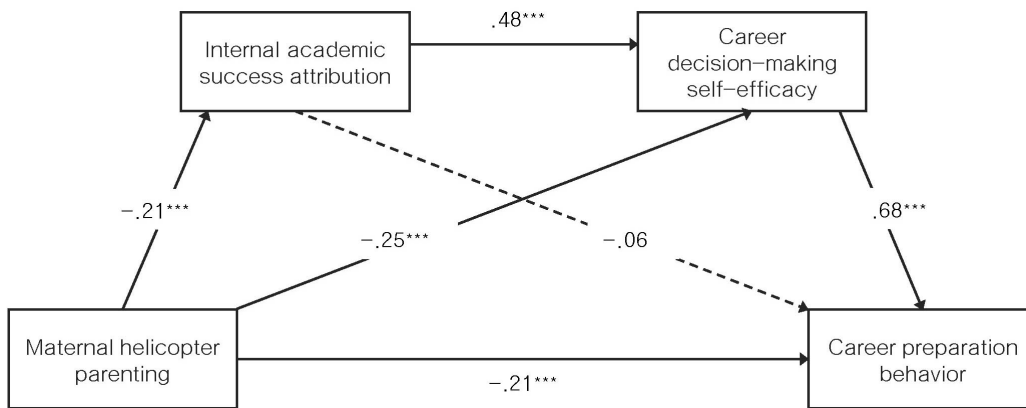 .48***
Internal academic
success attribution
Career
decision-making
self-efficacy
-.21***
-.25***
-.06
.68***
Maternal helicopter
parenting
Career preparation
behavior
-.21***